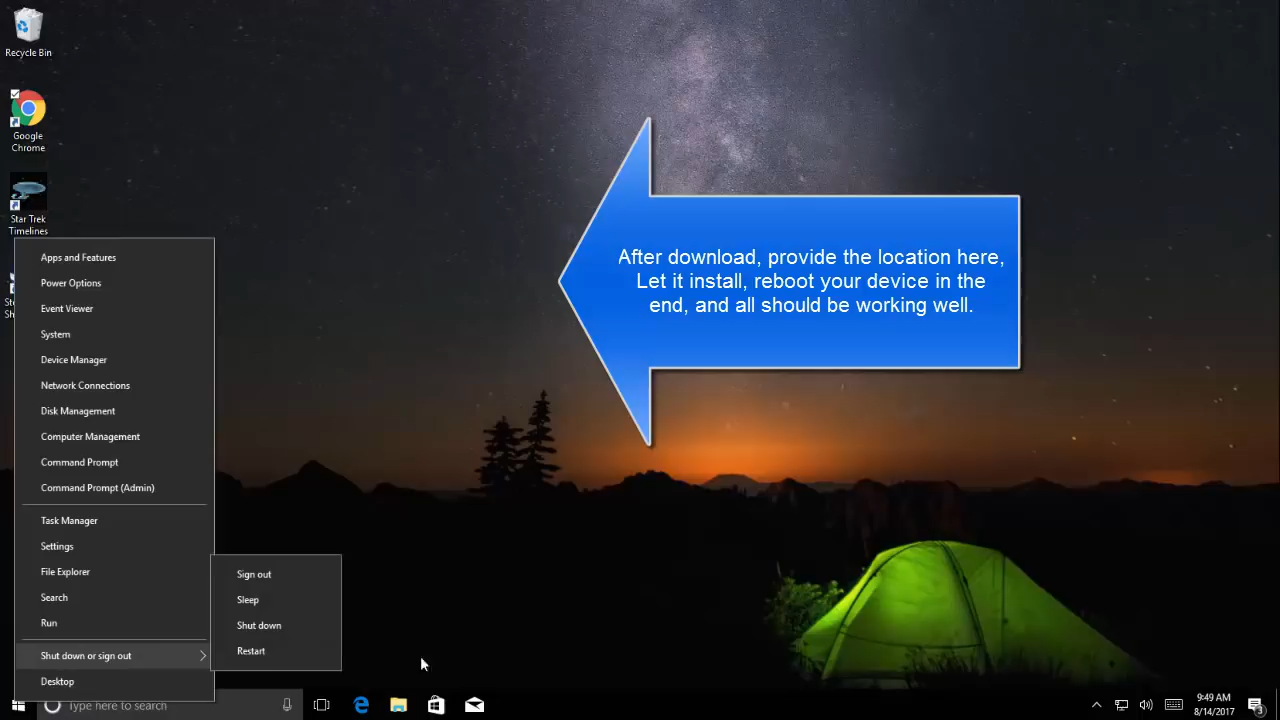 Recycle Bin
Google
Chrome
Star Trek
Timelines
Apps and Features
Power Options
Event Viewer
System
Device Manager
Network Connections
Disk Management
Computer Management
Command Prompt
Command Prompt (Admin)
Task Manager
Settings
File Explorer
Search
Run
Shut down or sign out
Desktop
Sign out
Sleep
Shut down
Restart
After download, provide the location here,
Let it install, reboot your device in the
end, and all should be working well.
Type here to search
9:49 AM
8/14/2017